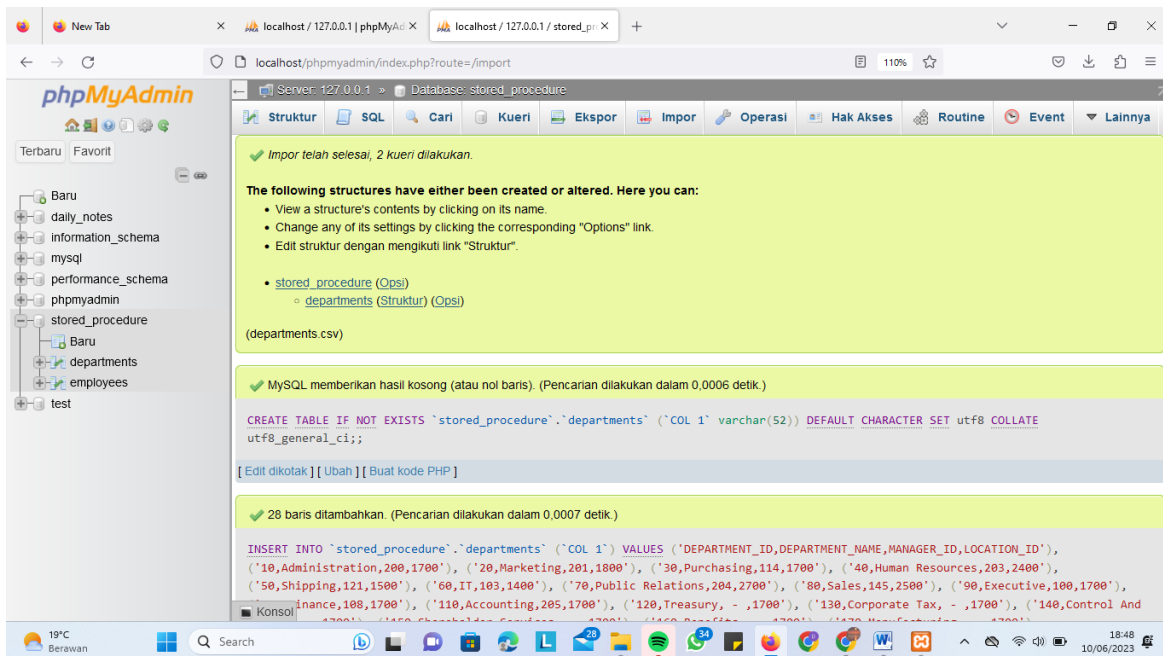 New Tab
localhost / 127.0.0.1 | phpMyAd
localhost / 127.0.0.1 / stored_pr
localhost/phpmyadmin/index.php?route=/import
110%
phpMyAdmin
Terbaru Favorit
Baru
daily_notes
information_schema
mysql
performance_schema
phpmyadmin
stored_procedure
Baru
departments
employees
test
Server: 127.0.0.1 » Database: stored_procedure
Struktur SQL Cari Kueri Ekspor Impor Operasi Hak Akses Routine Event Lainnya
Impor telah selesai, 2 kueri dilakukan.
The following structures have either been created or altered. Here you can:
• View a structure's contents by clicking on its name.
• Change any of its settings by clicking the corresponding "Options" link.
• Edit struktur dengan mengikuti link "Struktur".
• stored_procedure (Opsi)
◦ departments (Struktur) (Opsi)
(departments.csv)
MySQL memberikan hasil kosong (atau nol baris). (Pencarian dilakukan dalam 0,0006 detik.)
CREATE TABLE IF NOT EXISTS `stored_procedure`.`departments` (`COL 1` varchar(52)) DEFAULT CHARACTER SET utf8 COLLATE
utf8_general_ci;;
[ Edit dikotak ] [ Ubah ] [ Buat kode PHP ]
28 baris ditambahkan. (Pencarian dilakukan dalam 0,0007 detik.)
INSERT INTO `stored_procedure`.`departments` (`COL 1`) VALUES ('DEPARTMENT_ID,DEPARTMENT_NAME,MANAGER_ID,LOCATION_ID'),
('10,Administration,200,1700'), ('20,Marketing,201,1800'), ('30,Purchasing,114,1700'), ('40,Human Resources,203,2400'),
('50,Shipping,121,1500'), ('60,IT,103,1400'), ('70,Public Relations,204,2700'), ('80,Sales,145,2500'), ('90,Executive,100,1700'),
inance,108,1700'), ('110,Accounting,205,1700'), ('120,Treasury, - ,1700'), ('130,Corporate Tax, - ,1700'), ('140,Control And
Konsol
19°C
Berawan
Search
28
34
18:48
10/06/2023